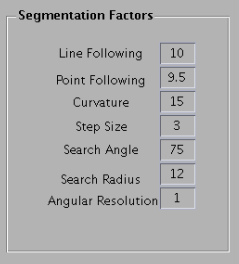 Segmentation Factors
Line Following 10
Point Following 9.5
Curvature 15
Step Size 3
Search Angle 75
Search Radius 12
Angular Resolution 1